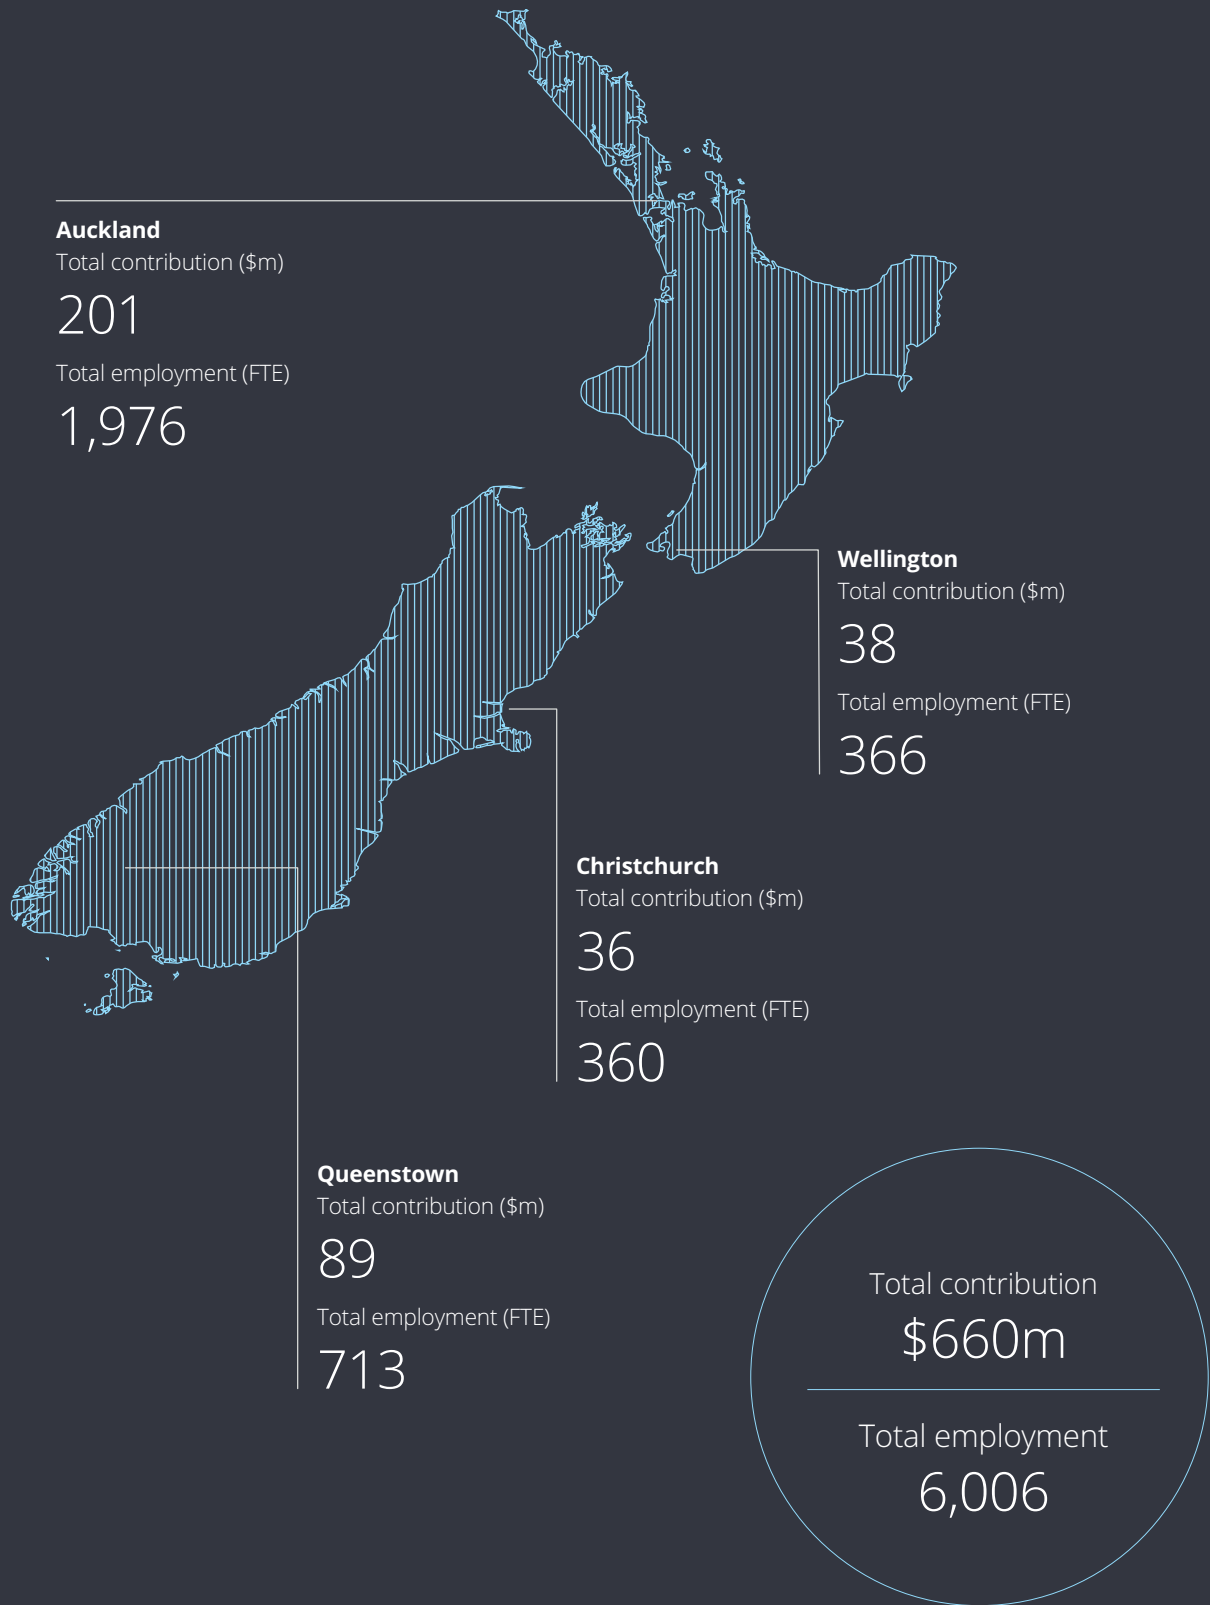 Auckland
Total contribution ($m)
201
Total employment (FTE)
1,976
Wellington
Total contribution ($m)
38
Total employment (FTE)
366
Christchurch
Total contribution ($m)
36
Total employment (FTE)
360
Queenstown
Total contribution ($m)
89
Total employment (FTE)
713
Total contribution
$660m
Total employment
6,006